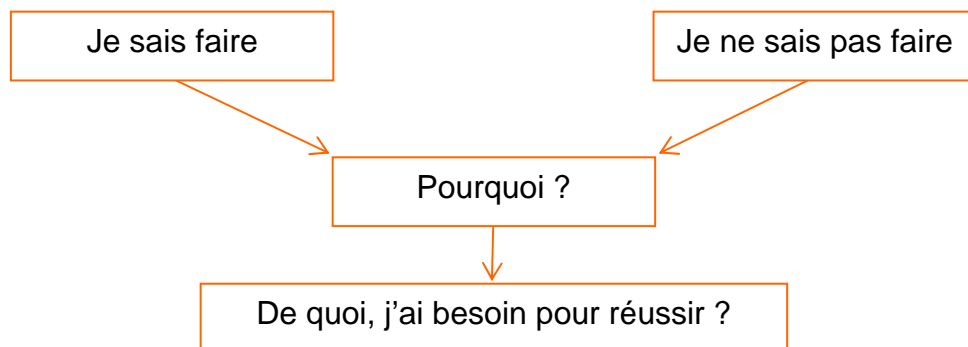 Je sais faire
Je ne sais pas faire
Pourquoi ?
De quoi, j'ai besoin pour réussir ?